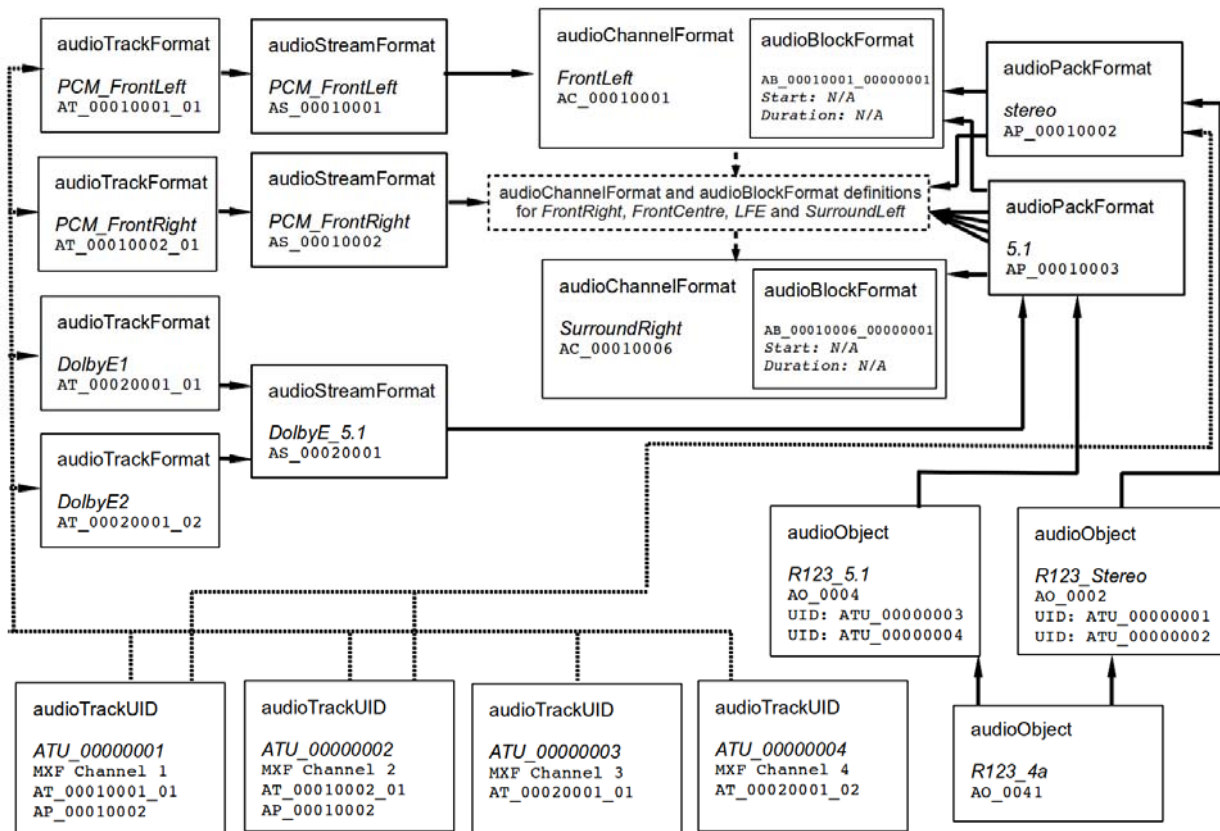 audioTrackFormat
PCM_FrontLeft
AT_00010001_01
audioStreamFormat
PCM_FrontLeft
AS_00010001
audioChannelFormat
FrontLeft
AC_00010001
audioBlockFormat
AB_00010001_00000001
Start: N/A
Duration: N/A
audioPackFormat
stereo
AP_00010002
audioTrackFormat
PCM_FrontRight
AT_00010002_01
audioStreamFormat
PCM_FrontRight
AS_00010002
audioChannelFormat and audioBlockFormat definitions
for FrontRight, FrontCentre, LFE and SurroundLeft
audioPackFormat
5.1
AP_00010003
audioChannelFormat
SurroundRight
AC_00010006
audioBlockFormat
AB_00010006_00000001
Start: N/A
Duration: N/A
audioTrackFormat
DolbyE1
AT_00020001_01
audioStreamFormat
DolbyE_5.1
AS_00020001
audioTrackFormat
DolbyE2
AT_00020001_02
audioObject
R123_5.1
AO_0004
UID: ATU_00000003
UID: ATU_00000004
audioObject
R123_Stereo
AO_0002
UID: ATU_00000001
UID: ATU_00000002
audioTrackUID
ATU_00000001
MXF Channel 1
AT_00010001_01
AP_00010002
audioTrackUID
ATU_00000002
MXF Channel 2
AT_00010002_01
AP_00010002
audioTrackUID
ATU_00000003
MXF Channel 3
AT_00020001_01
audioTrackUID
ATU_00000004
MXF Channel 4
AT_00020001_02
audioObject
R123_4a
AO_0041